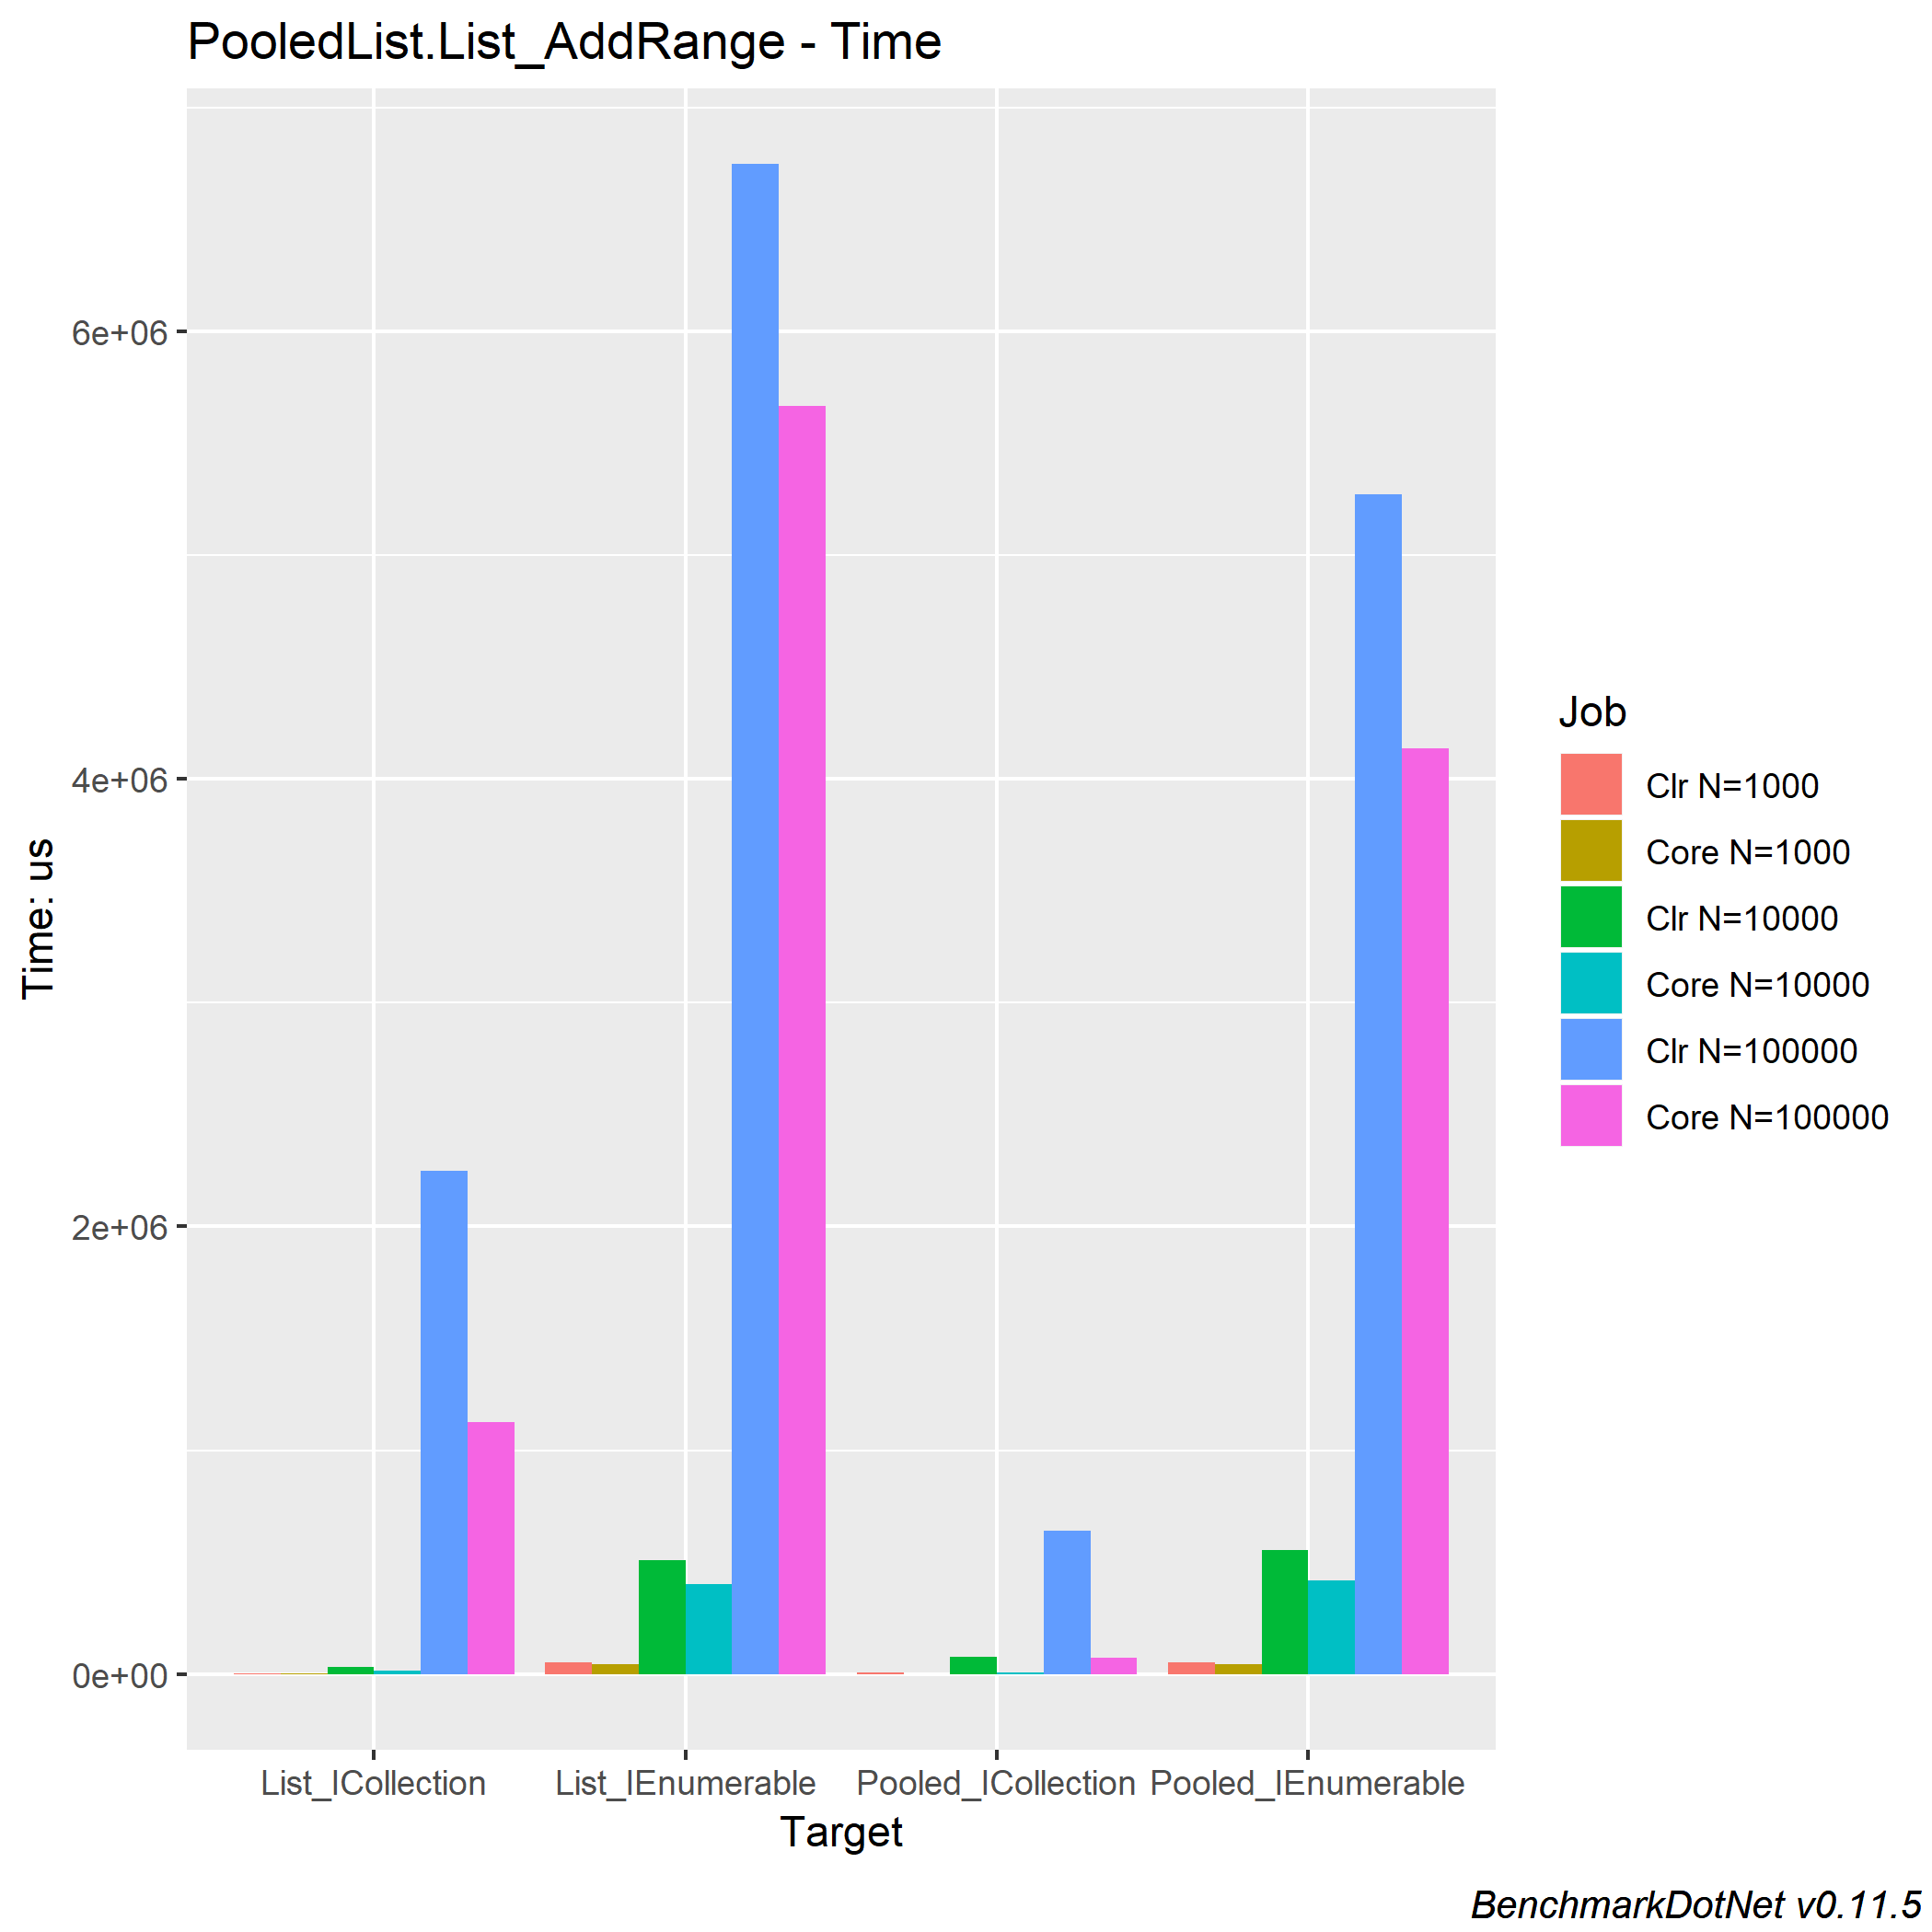 PooledList.List_AddRange - Time
6e+06
4e+06
2e+06
0e+00
Time: us
List_ICollection
List_IEnumerable
Pooled_ICollection
Pooled_IEnumerable
Target
Job
Clr N=1000
Core N=1000
Clr N=10000
Core N=10000
Clr N=100000
Core N=100000
BenchmarkDotNet v0.11.5